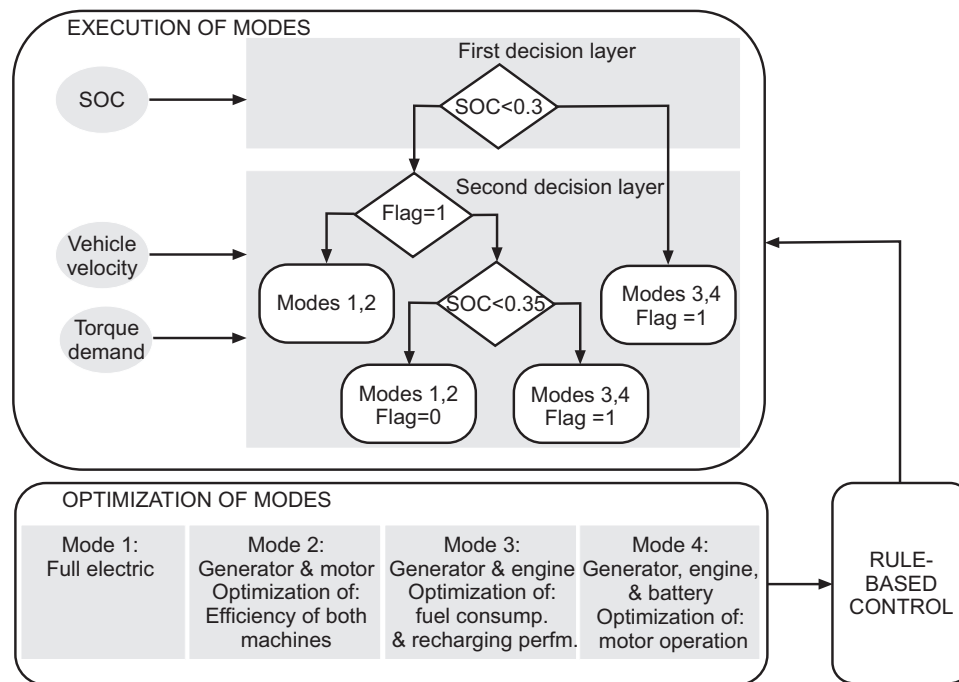 EXECUTION OF MODES
First decision layer
SOC
SOC<0.3
Second decision layer
Flag=1
Vehicle
velocity
Modes 1,2
SOC<0.35
Modes 3,4
Flag =1
Torque
demand
Modes 1,2
Flag=0
Modes 3,4
Flag =1
OPTIMIZATION OF MODES
Mode 1:
Full electric
Mode 2:
Generator & motor
Optimization of:
Efficiency of both
machines
Mode 3:
Generator & engine
Optimization of:
fuel consump.
& recharging perfm.
Mode 4:
Generator, engine,
& battery
Optimization of:
motor operation
RULE-
BASED
CONTROL